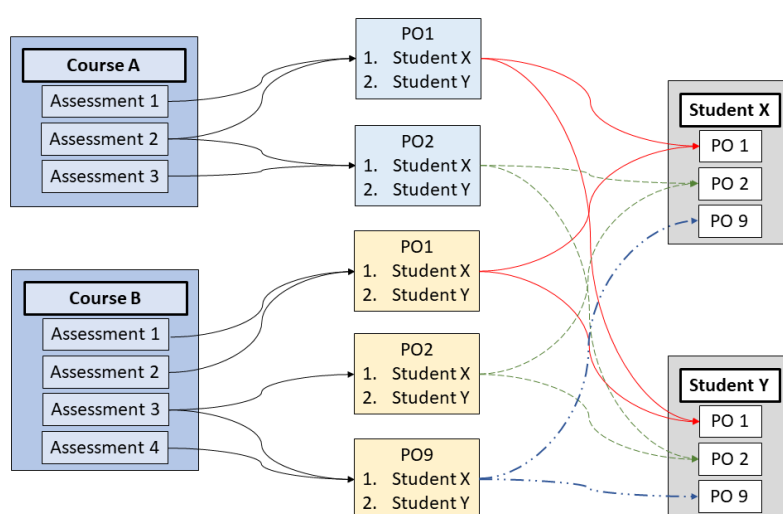 Course A
Assessment 1
Assessment 2
Assessment 3
Course B
Assessment 1
Assessment 2
Assessment 3
Assessment 4
PO1
1. Student X
2. Student Y
PO2
1. Student X
2. Student Y
PO1
1. Student X
2. Student Y
PO2
1. Student X
2. Student Y
PO9
1. Student X
2. Student Y
Student X
PO 1
PO 2
PO 9
Student Y
PO 1
PO 2
PO 9